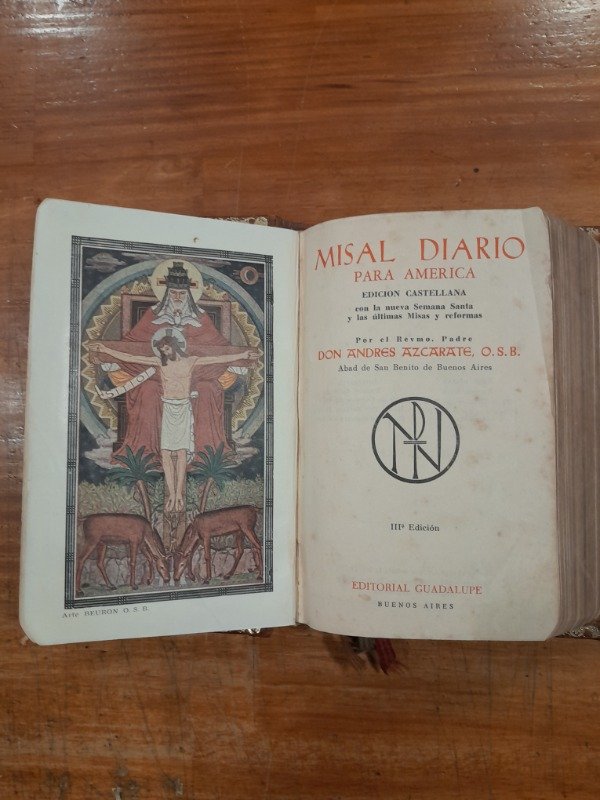 Arte BEURON O. S. B.
MISAL DIARIO
PARA AMERICA
EDICION CASTELLANA
con la nueva Semana Santa
y las últimas Misas y reformas
Por el Revmo. Padre
DON ANDRES AZCARATE, O. S. B.
Abad de San Benito de Buenos Aires
IIIª Edición
EDITORIAL GUADALUPE
BUENOS AIRES